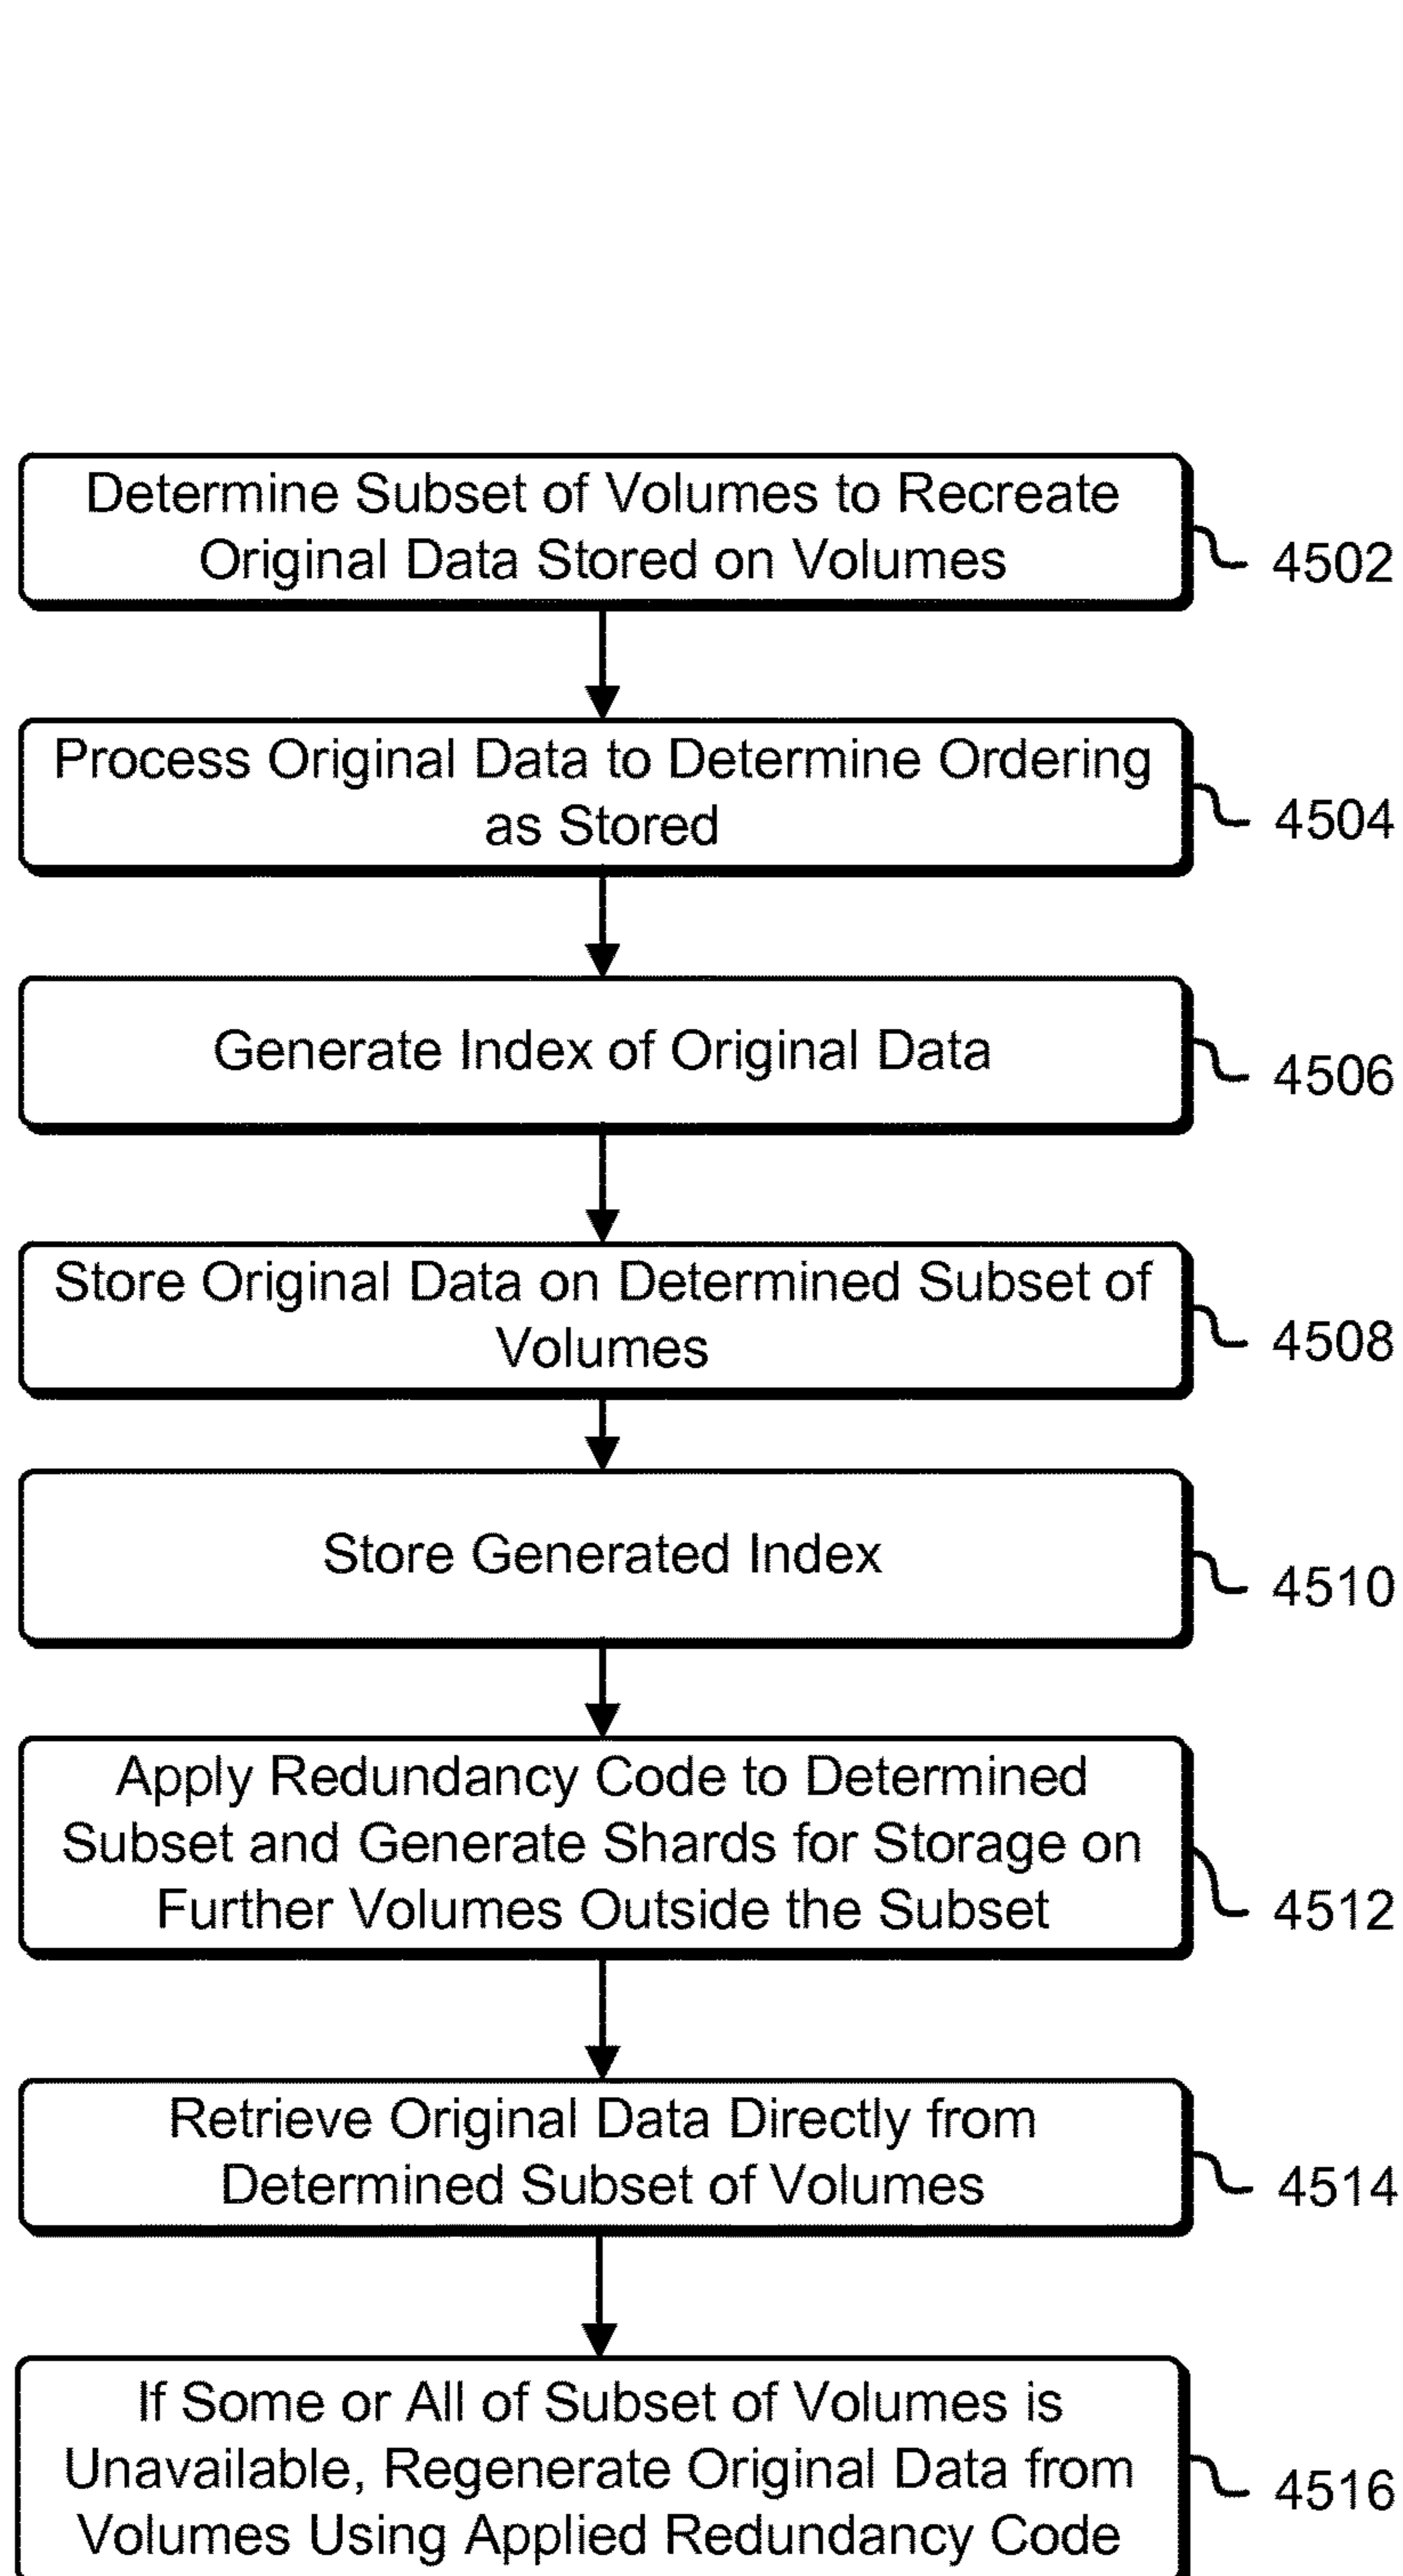 Determine Subset of Volumes to Recreate
Original Data Stored on Volumes
4502
Process Original Data to Determine Ordering
as Stored
4504
Generate Index of Original Data
4506
Store Original Data on Determined Subset of
Volumes
4508
Store Generated Index
4510
Apply Redundancy Code to Determined
Subset and Generate Shards for Storage on
Further Volumes Outside the Subset
4512
Retrieve Original Data Directly from
Determined Subset of Volumes
4514
If Some or All of Subset of Volumes is
Unavailable, Regenerate Original Data from
Volumes Using Applied Redundancy Code
4516